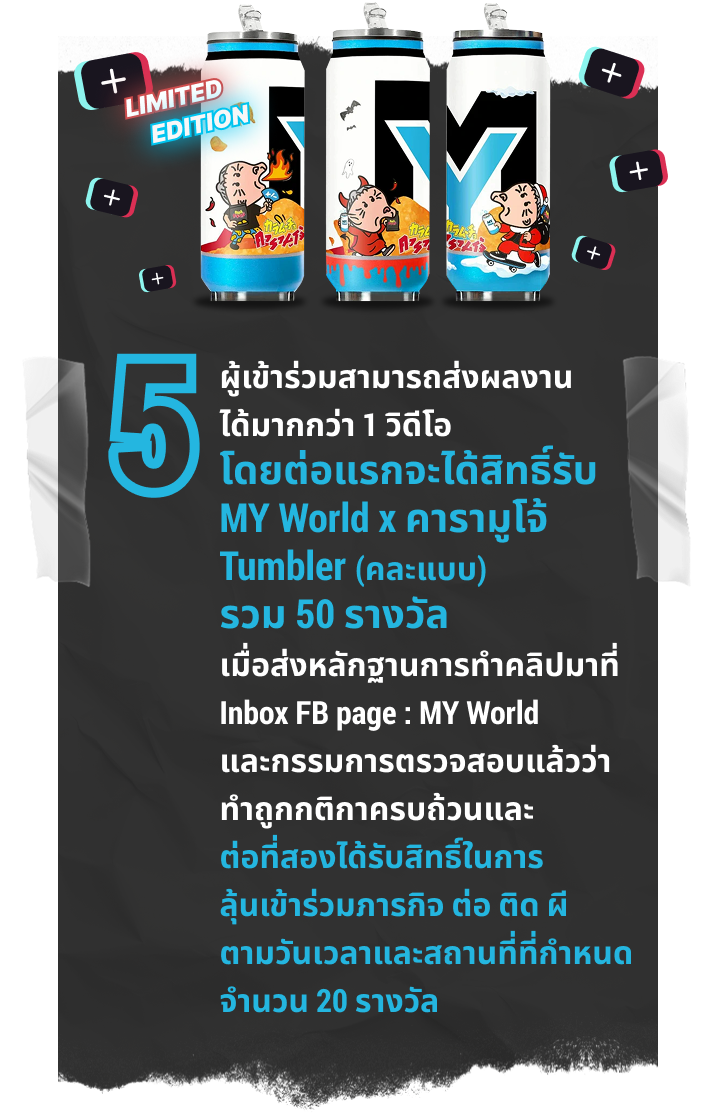 LIMITED
EDITION
MY
5
ผู้เข้าร่วมสามารถส่งผลงาน
ได้มากกว่า 1 วิดีโอ
โดยต่อแรกจะได้สิทธิ์รับ
MY World x คารามูโจ้
Tumbler (คละแบบ)
รวม 50 รางวัล
เมื่อส่งหลักฐานการทำคลิปมาที่
Inbox FB page : MY World
และกรรมการตรวจสอบแล้วว่า
ทำถูกกติกาครบถ้วนและ
ต่อที่สองได้รับสิทธิ์ในการ
ลุ้นเข้าร่วมภารกิจ ต่อ ติด ผี
ตามวันเวลาและสถานที่ที่กำหนด
จำนวน 20 รางวัล